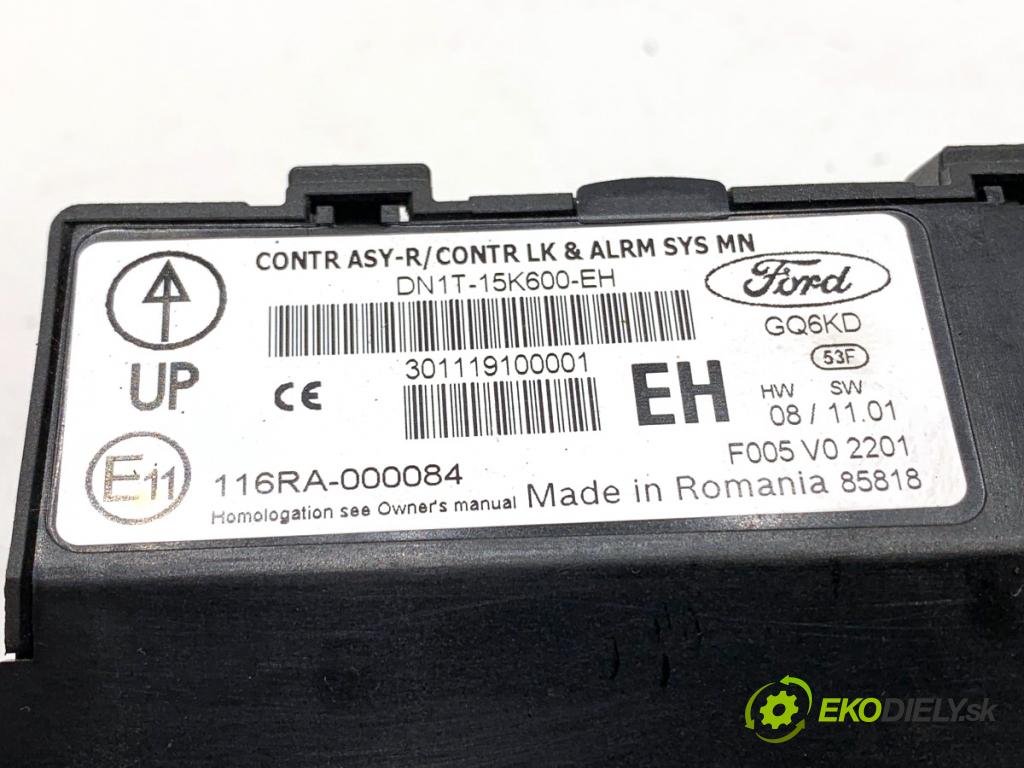 CONTR ASY-R/CONTR LK & ALRM SYS MN
DN1T-15K600-EH
Ford
GQ6KD
53F
301119100001
UP
CE
EH
HW SW
08 / 11.01
F005 V0 2201
E11
116RA-000084
Homologation see Owner's manual
Made in Romania 85818
EKODIELY.sk